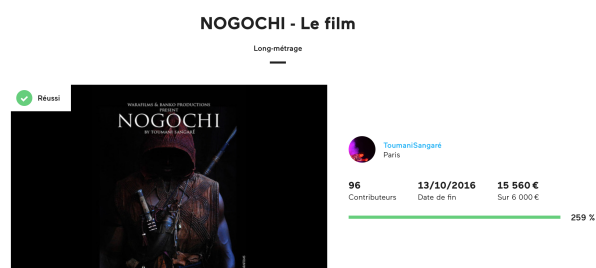 NOGOCHI - Le film
Long-métrage
Réussi
WARAFILMS & BANKO PRODUCTIONS
PRESENT
NOGOCHI
BY TOUMANI SANGARÉ
ToumaniSangaré
Paris
96
Contributeurs
13/10/2016
Date de fin
15 560 €
Sur 6 000 €
259 %